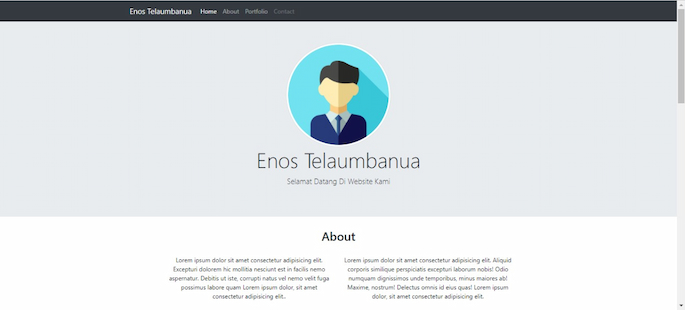 Enos Telaumbanua Home About Portfolio Contact
Enos Telaumbanua
Selamat Datang Di Website Kami
About
Lorem ipsum dolor sit amet consectetur adipisicing elit.
Excepturi dolorem hic mollitia nesciunt est in facilis nemo
aspernatur. Debitis ut iste, corrupti natus vel nemo velit fuga
possimus labore quam Lorem ipsum dolor, sit amet
consectetur adipisicing elit..
Lorem ipsum dolor sit amet consectetur adipisicing elit. Aliquid
corporis similique perspiciatis excepturi laborum nobis! Odio
numquam dignissimos unde temporibus, minus maiores ab!
Maxime, nostrum! Delectus omnis id eius quas! Lorem ipsum
dolor, sit amet consectetur adipisicing elit.